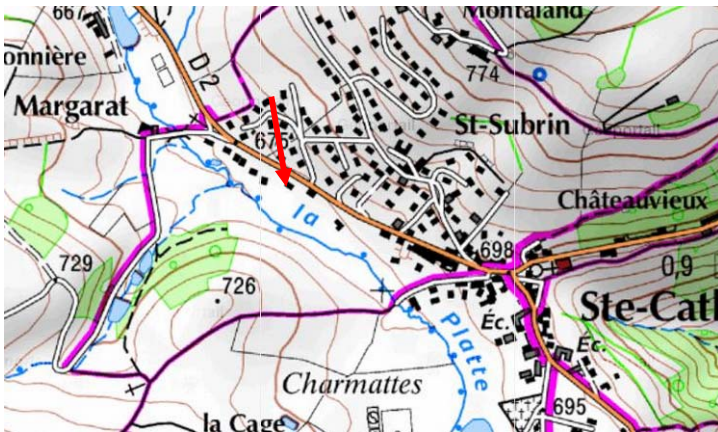 667
Montaland
onnière
D 2
774
Margarat
675
St-Subrin
la
Châteauvieux
698
729
0,9
726
Ste-Cath
Platte
Éc.
Éc.
Charmattes
695
la Cage